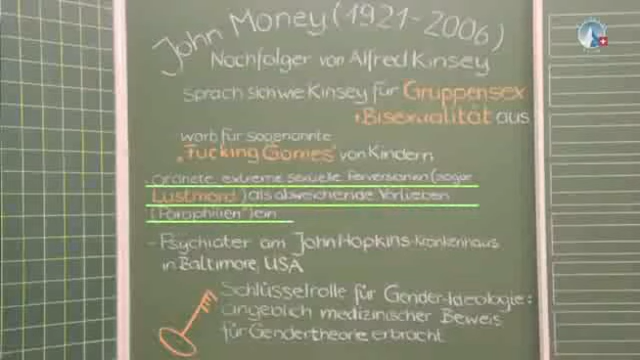 John Money (1921-2006)
Nachfolger von Alfred Kinsey
sprach sich wie Kinsey für Gruppensex
+ Bisexualität aus
warb für sogenannte
„Fucking Games" von Kindern
- ordnete extreme sexuelle Perversionen (sogar
Lustmord) als abweichende Vorlieben
("Paraphilien") ein
- Psychiater am John Hopkins-Krankenhaus
in Baltimore, USA
Schlüsselrolle für Gender-Ideologie:
angeblich medizinischer Beweis
für Gendertheorie erbracht